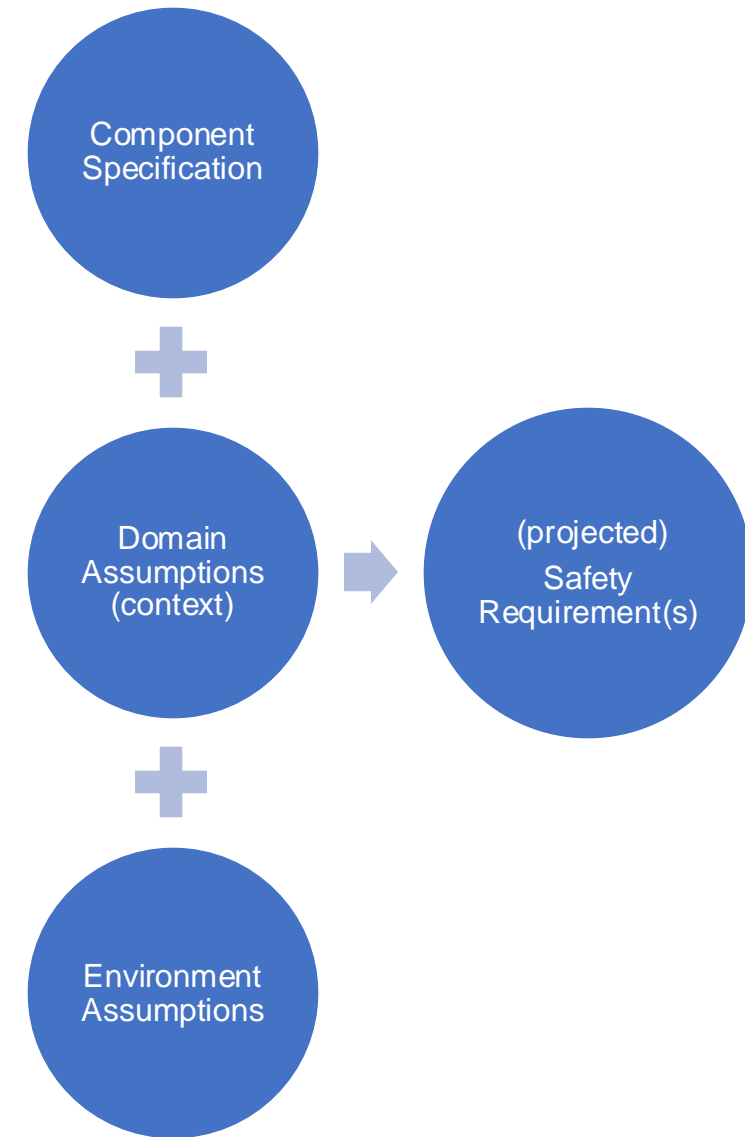 Component
Specification
Domain
Assumptions
(context)
(projected)
Safety
Requirement(s)
Environment
Assumptions